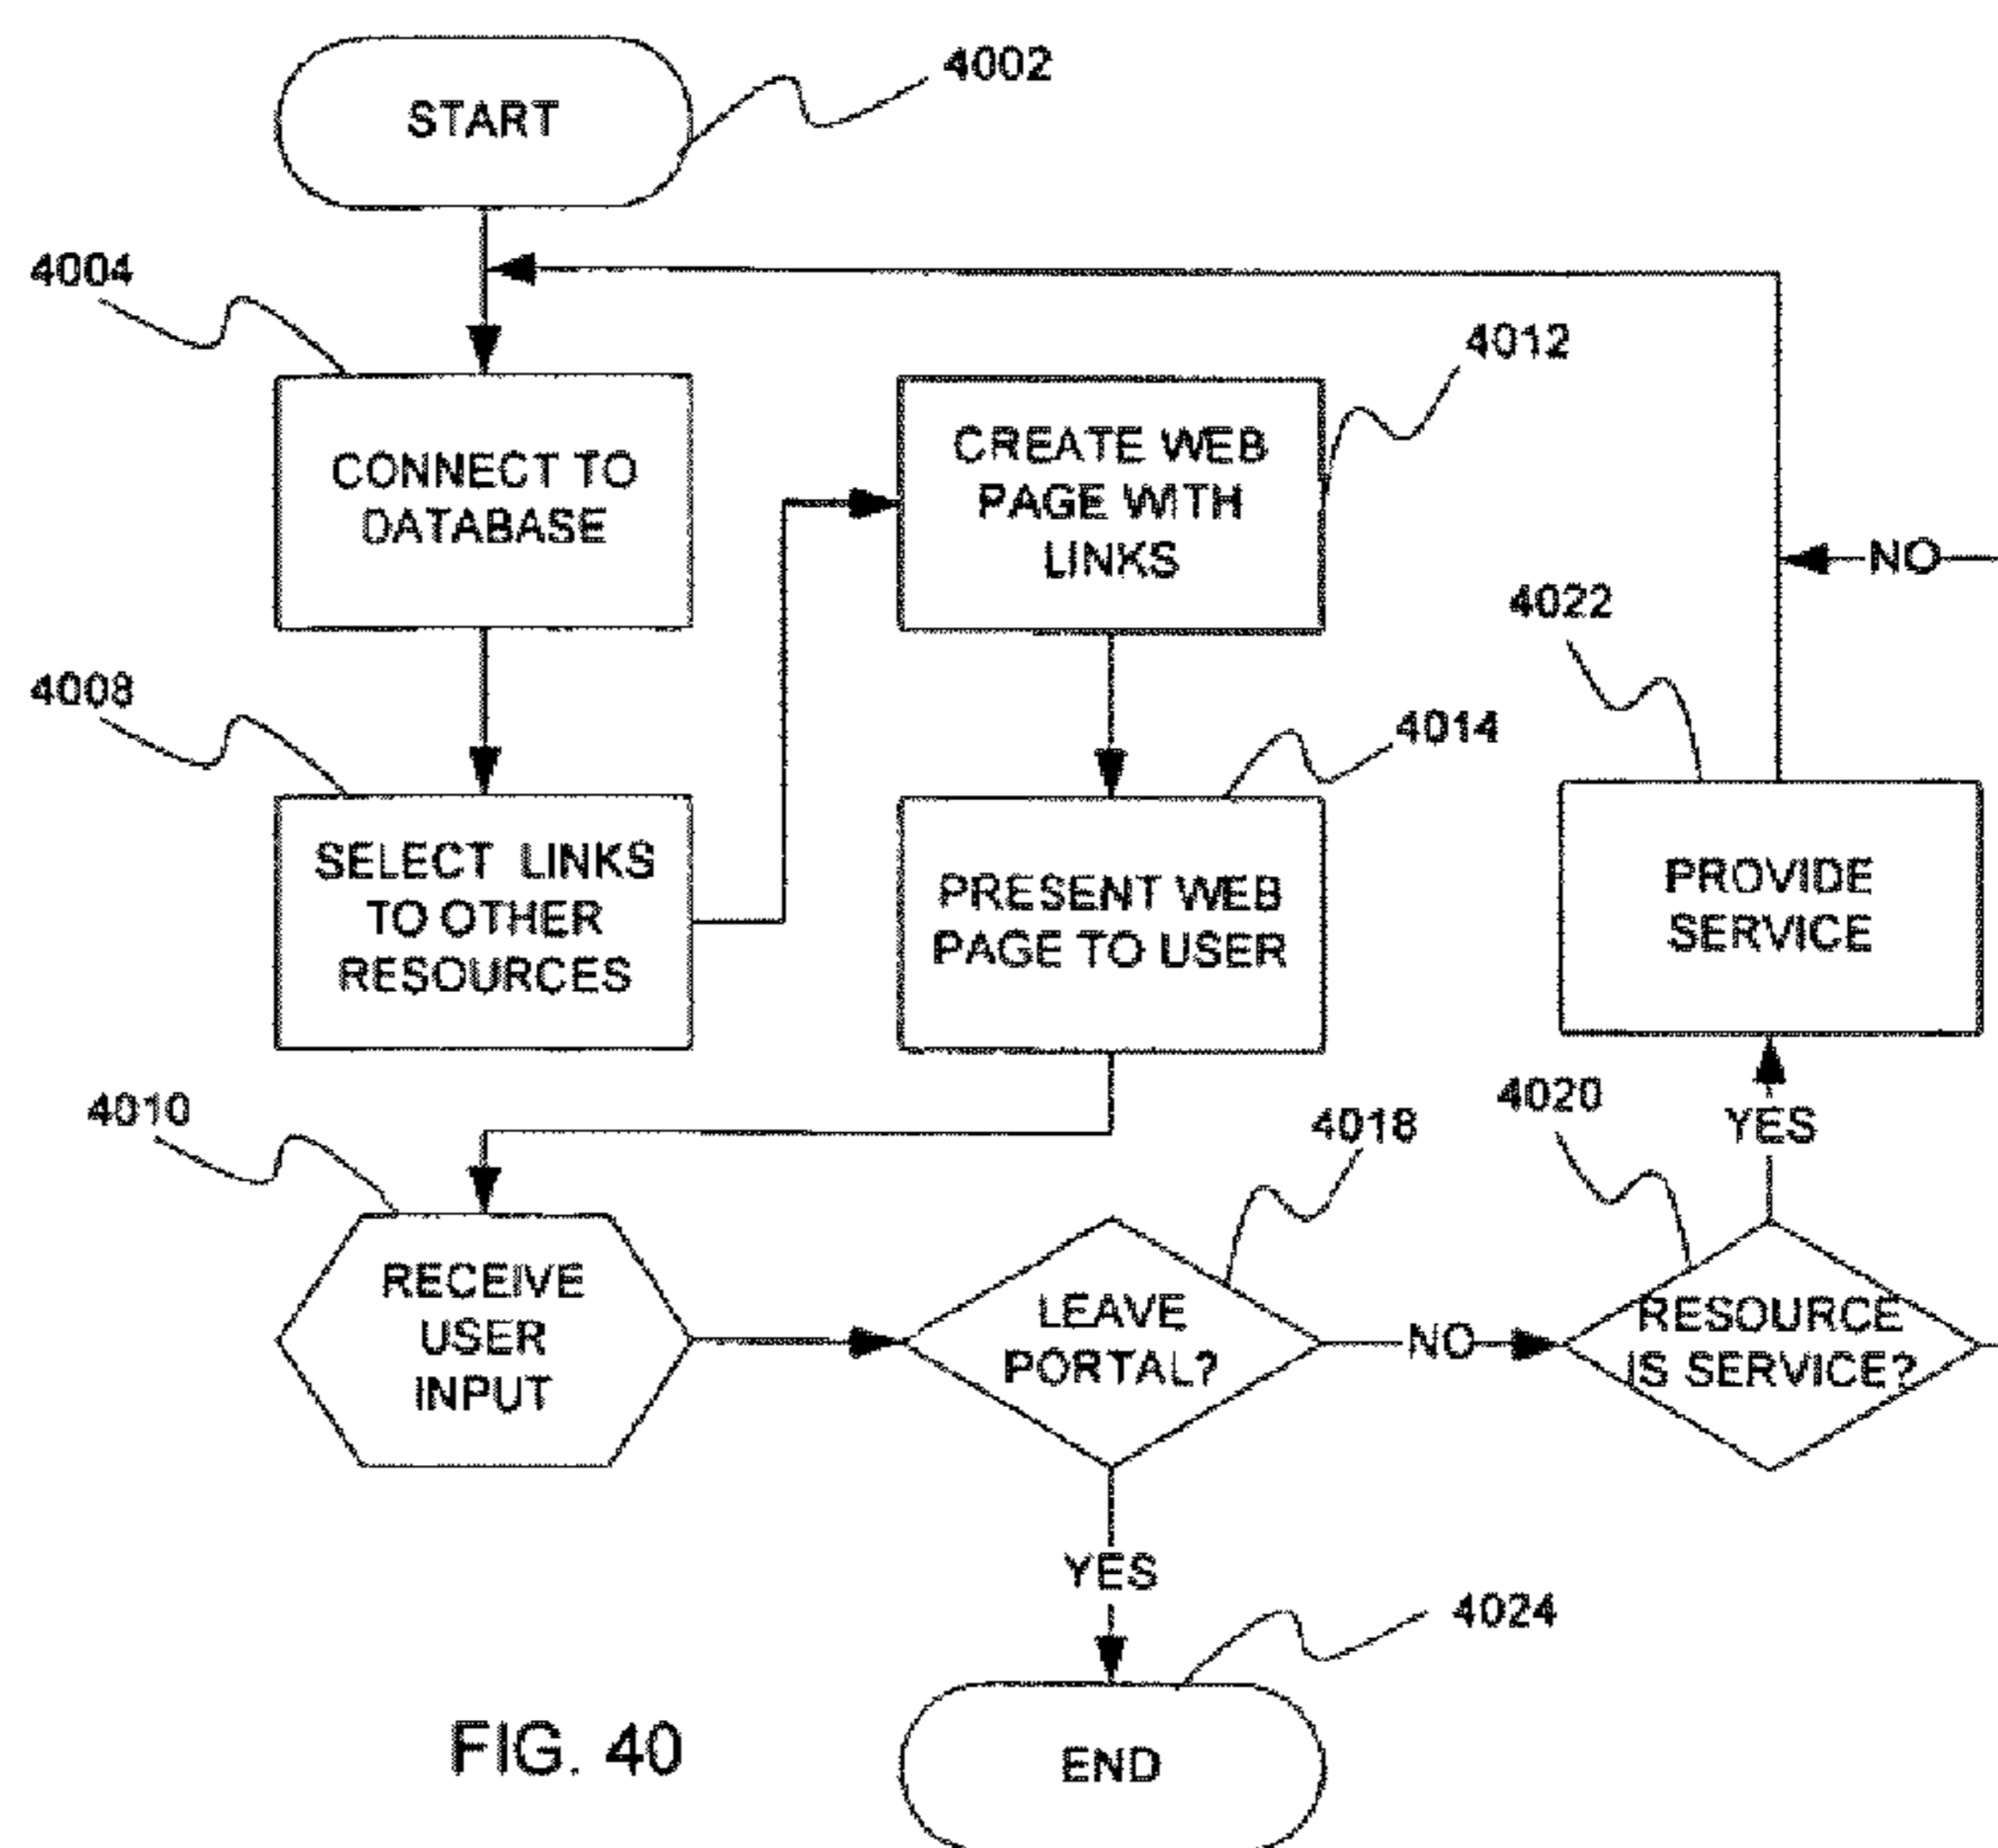 START
4002
4004
CONNECT TO
DATABASE
4012
CREATE WEB
PAGE WITH
LINKS
NO
4022
4008
SELECT LINKS
TO OTHER
RESOURCES
4014
PRESENT WEB
PAGE TO USER
PROVIDE
SERVICE
4010
RECEIVE
USER
INPUT
4018
LEAVE
PORTAL?
NO
4020
YES
RESOURCE
IS SERVICE?
YES
4024
END
FIG. 40